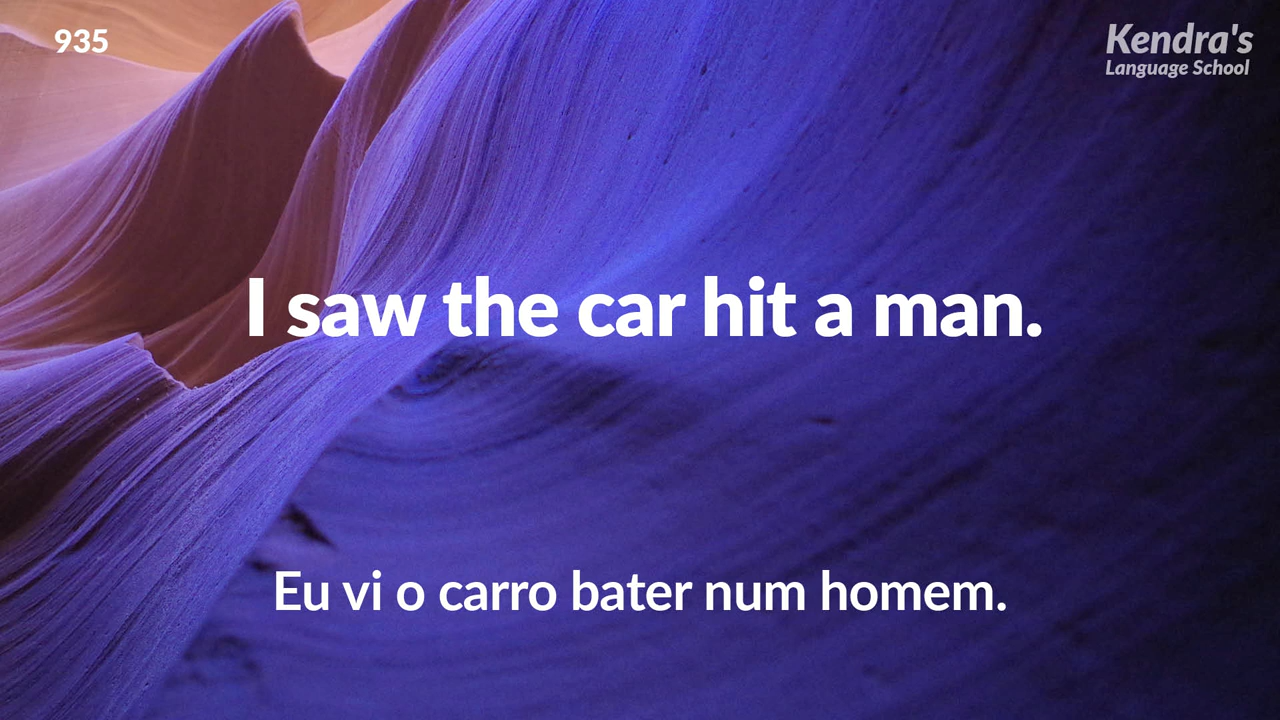 935
Kendra's
Language School
I saw the car hit a man.
Eu vi o carro bater num homem.